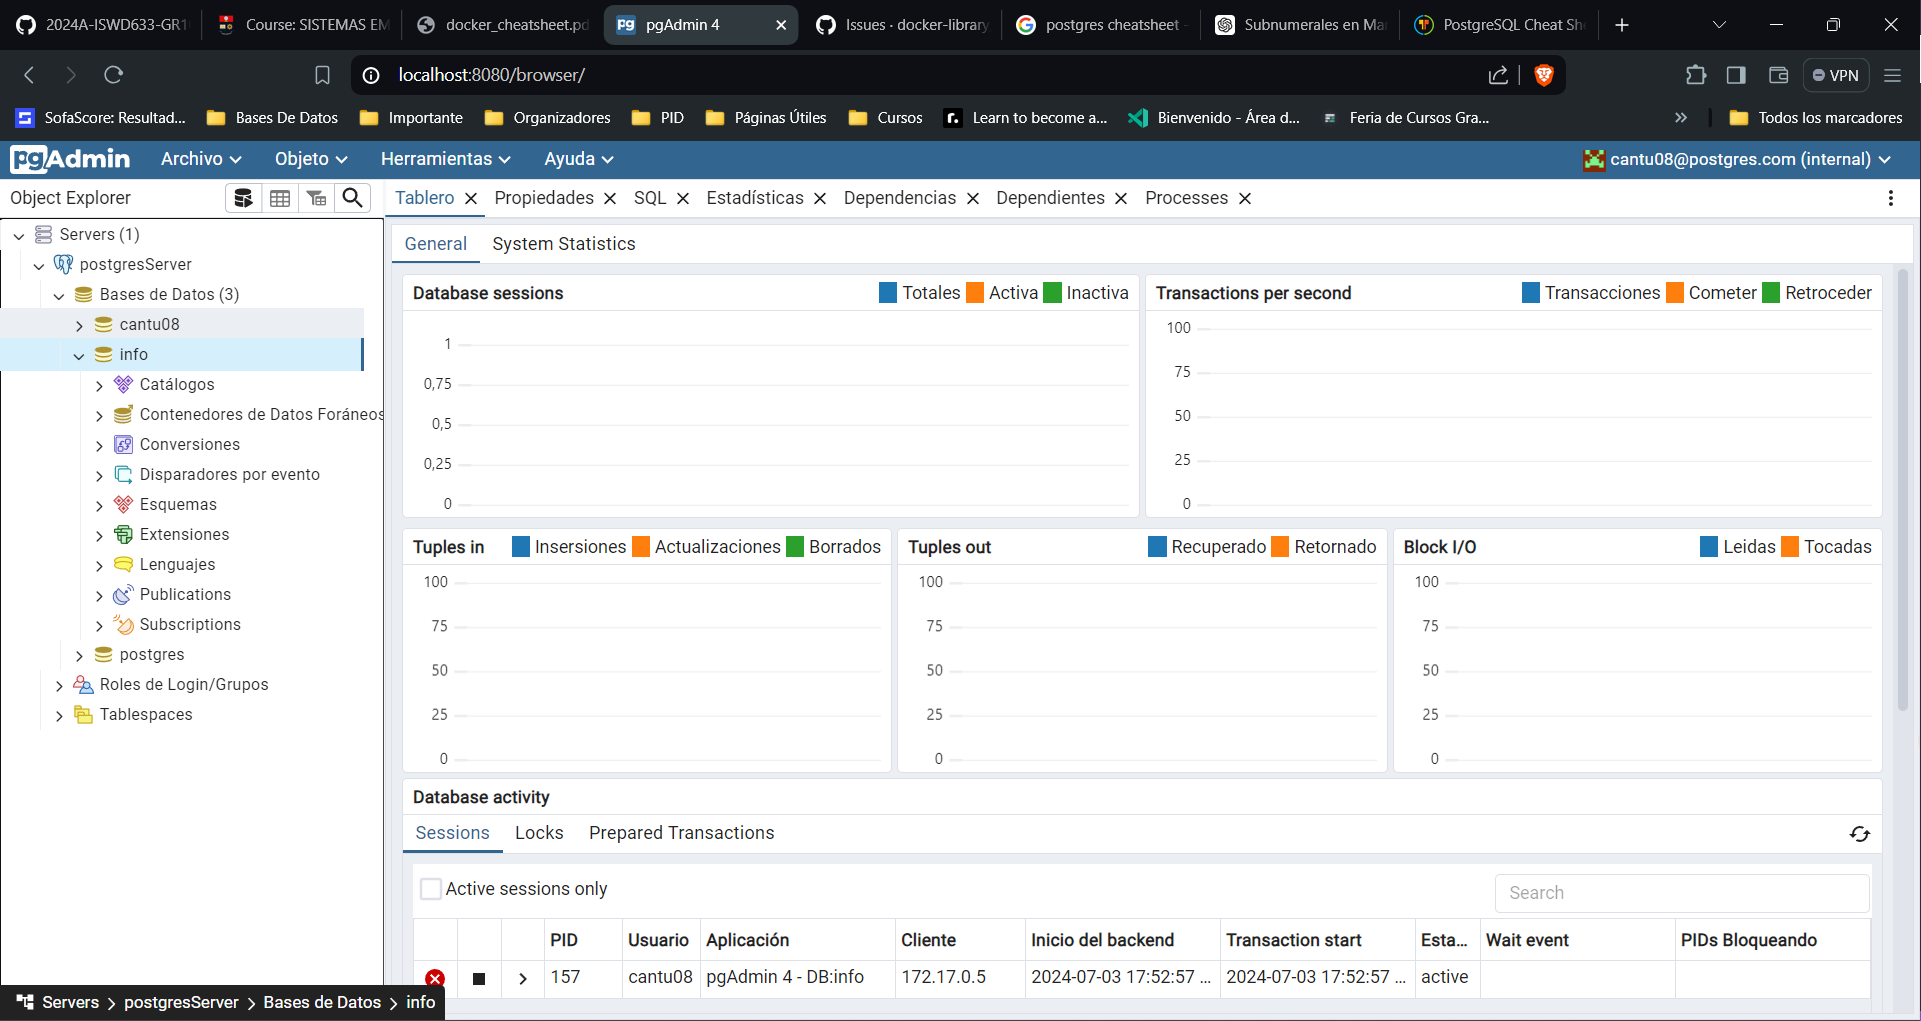 2024A-ISWD633-GR1
Course: SISTEMAS EM
docker_cheatsheet.pd
pgAdmin 4
Issues · docker-library
postgres cheatsheet -
Subnumerales en Ma
PostgreSQL Cheat She
localhost:8080/browser/
VPN
SofaScore: Resultad...
Bases De Datos
Importante
Organizadores
PID
Páginas Útiles
Cursos
Learn to become a...
Bienvenido - Área d...
Feria de Cursos Gra...
Todos los marcadores
pgAdmin
Archivo
Objeto
Herramientas
Ayuda
cantu08@postgres.com (internal)
Object Explorer
Tablero
Propiedades
SQL
Estadísticas
Dependencias
Dependientes
Processes
Servers (1)
postgresServer
Bases de Datos (3)
cantu08
info
Catálogos
Contenedores de Datos Foráneos
Conversiones
Disparadores por evento
Esquemas
Extensiones
Lenguajes
Publications
Subscriptions
postgres
Roles de Login/Grupos
Tablespaces
General
System Statistics
Database sessions
Totales
Activa
Inactiva
1
0,75
0,5
0,25
0
Transactions per second
Transacciones
Cometer
Retroceder
100
75
50
25
0
Tuples in
Insersiones
Actualizaciones
Borrados
100
75
50
25
0
Tuples out
Recuperado
Retornado
100
75
50
25
0
Block I/O
Leidas
Tocadas
100
75
50
25
0
Database activity
Sessions
Locks
Prepared Transactions
Active sessions only
Search
PID
Usuario
Aplicación
Cliente
Inicio del backend
Transaction start
Esta...
Wait event
PIDs Bloqueando
157
cantu08
pgAdmin 4 - DB:info
172.17.0.5
2024-07-03 17:52:57 ...
2024-07-03 17:52:57 ...
active
Servers > postgresServer > Bases de Datos > info